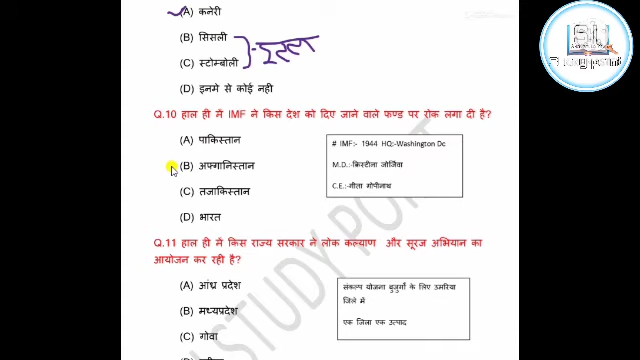 (A) कनेरी
(B) सिसली
(C) स्टोम्बोली
(D) इनमे से कोई नही
Q.10 हाल ही में IMF ने किस देश को दिए जाने वाले फण्ड पर रोक लगा दी है?
(A) पाकिस्तान
(B) अफ्गानिस्तान
(C) तजाकिस्तान
(D) भारत
# IMF:- 1944 HQ:-Washington Dc
M.D.:-क्रिस्टीला जोर्जिवा
C.E.:-गीता गोपीनाथ
Q.11 हाल ही में किस राज्य सरकार ने लोक कल्याण और सूरज अभियान का
आयोजन कर रही है?
(A) आंध्र प्रदेश
(B) मध्यप्रदेश
(C) गोवा
संकल्प योजना बुजुर्गों के लिए उमरिया
जिले में
एक जिला एक उत्पाद
STUDY POINT